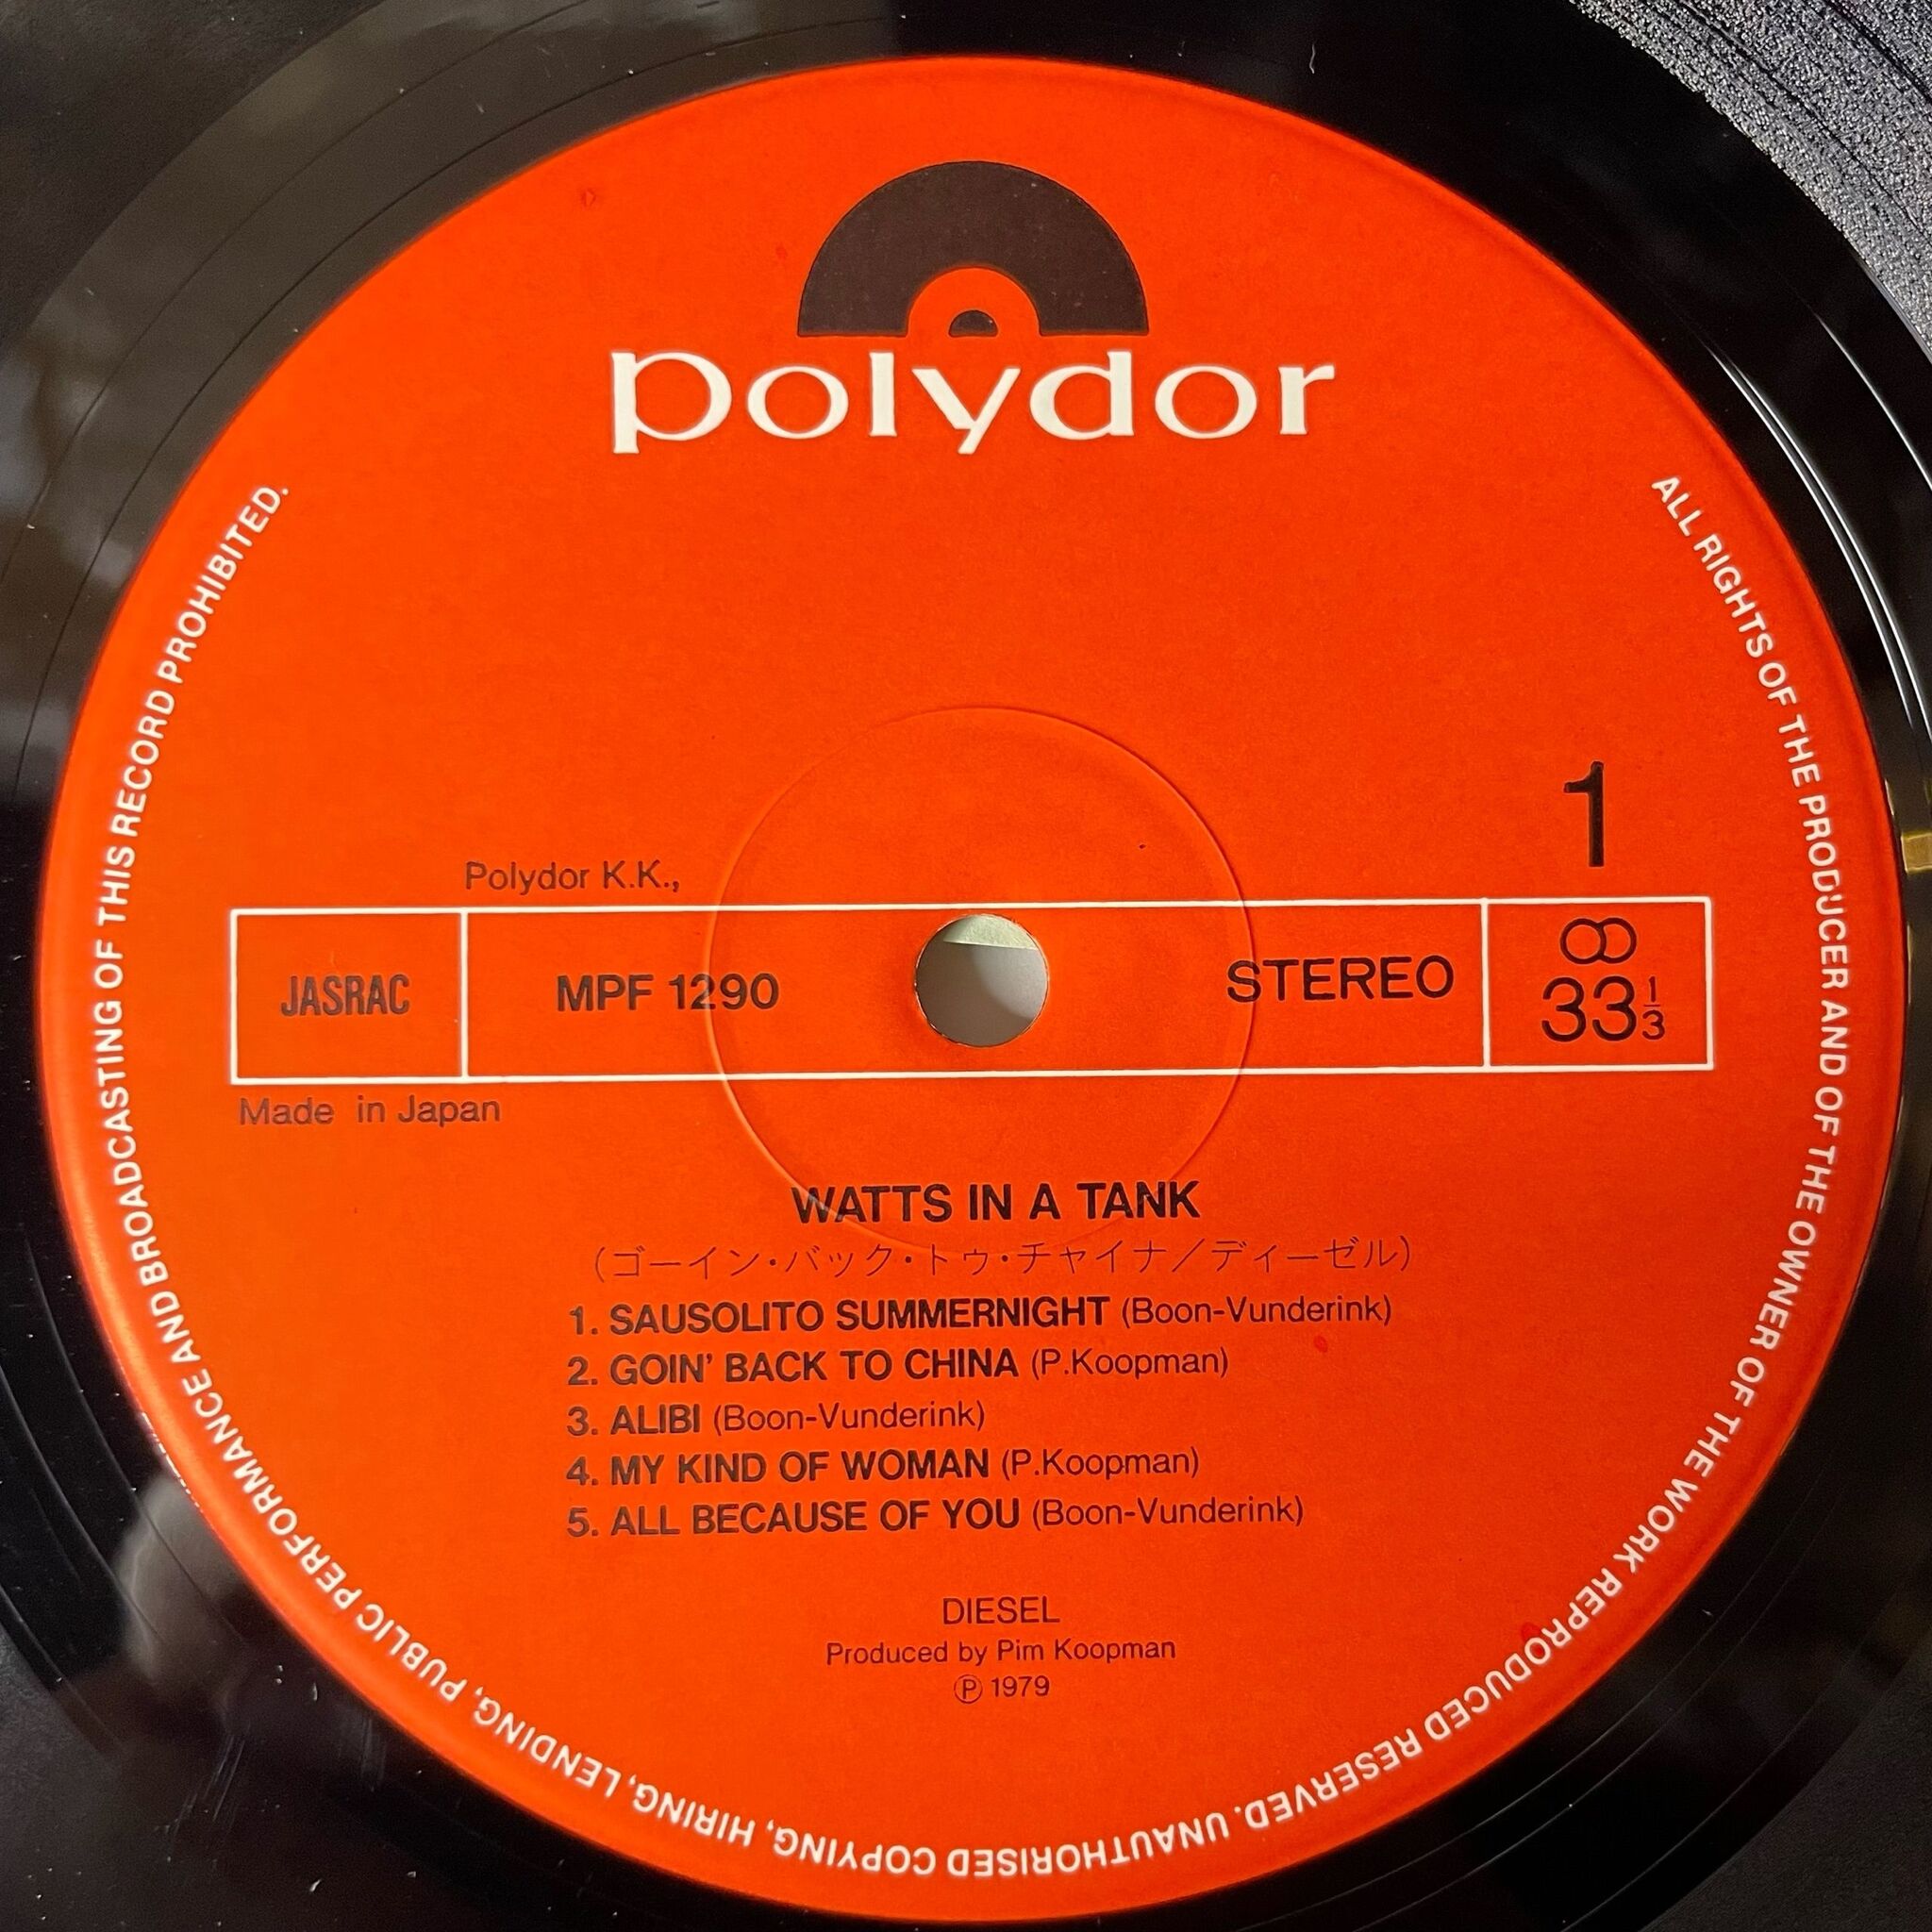 polydor
ALL RIGHTS OF THE PRODUCER AND OF THE OWNER OF THE WORK REPRODUCED RESERVED. UNAUTHORISED COPYING, HIRING, LENDING, PUBLIC PERFORMANCE AND BROADCASTING OF THIS RECORD PROHIBITED.
1
Polydor K.K.,
JASRAC MPF 1290 STEREO 33 1/3
Made in Japan
WATTS IN A TANK
(ゴーイン・バック・トゥ・チャイナ／ディーゼル)
1. SAUSOLITO SUMMERNIGHT (Boon-Vunderink)
2. GOIN' BACK TO CHINA (P.Koopman)
3. ALIBI (Boon-Vunderink)
4. MY KIND OF WOMAN (P.Koopman)
5. ALL BECAUSE OF YOU (Boon-Vunderink)
DIESEL
Produced by Pim Koopman
Ⓟ 1979